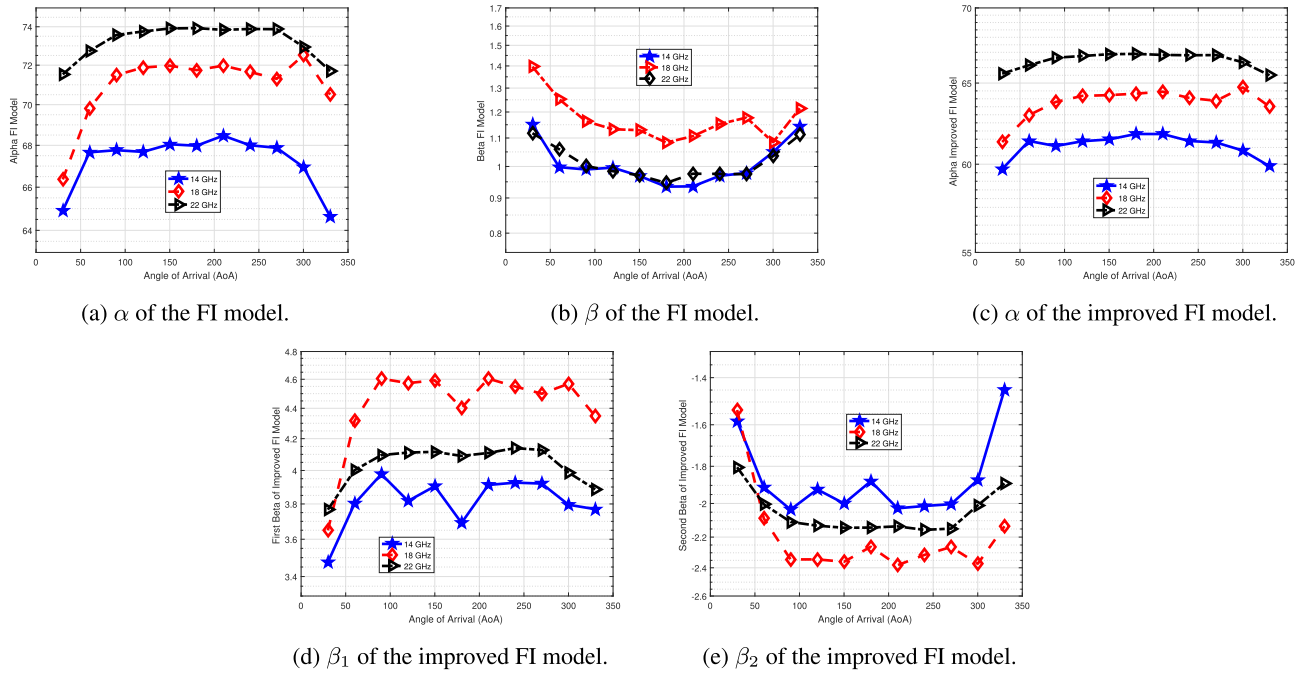 74
72
70
68
66
64
Alpha FI Model
14 GHz
18 GHz
22 GHz
0 50 100 150 200 250 300 350
Angle of Arrival (AoA)
(a) α of the FI model.
1.7
1.6
1.5
1.4
1.3
1.2
1.1
1
0.9
0.8
Beta FI Model
14 GHz
18 GHz
22 GHz
0 50 100 150 200 250 300 350
Angle of Arrival (AoA)
(b) β of the FI model.
70
65
60
55
Alpha Improved FI Model
14 GHz
18 GHz
22 GHz
0 50 100 150 200 250 300 350
Angle of Arrival (AoA)
(c) α of the improved FI model.
4.8
4.6
4.4
4.2
4
3.8
3.6
3.4
First Beta of Improved FI Model
14 GHz
18 GHz
22 GHz
0 50 100 150 200 250 300 350
Angle of Arrival (AoA)
(d) β₁ of the improved FI model.
-1.4
-1.6
-1.8
-2
-2.2
-2.4
-2.6
Second Beta of Improved FI Model
14 GHz
18 GHz
22 GHz
0 50 100 150 200 250 300 350
Angle of Arrival (AoA)
(e) β₂ of the improved FI model.